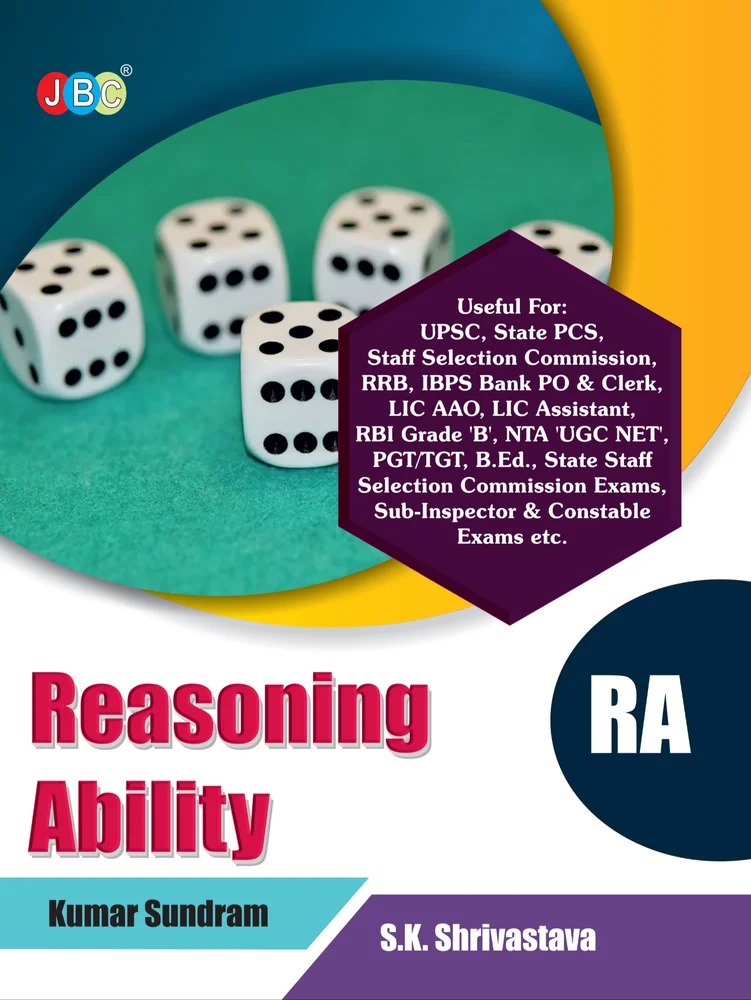 JBC®
Useful For:
UPSC, State PCS,
Staff Selection Commission,
RRB, IBPS Bank PO & Clerk,
LIC AAO, LIC Assistant,
RBI Grade 'B', NTA 'UGC NET',
PGT/TGT, B.Ed., State Staff
Selection Commission Exams,
Sub-Inspector & Constable
Exams etc.
Reasoning
Ability
RA
Kumar Sundram
S.K. Shrivastava